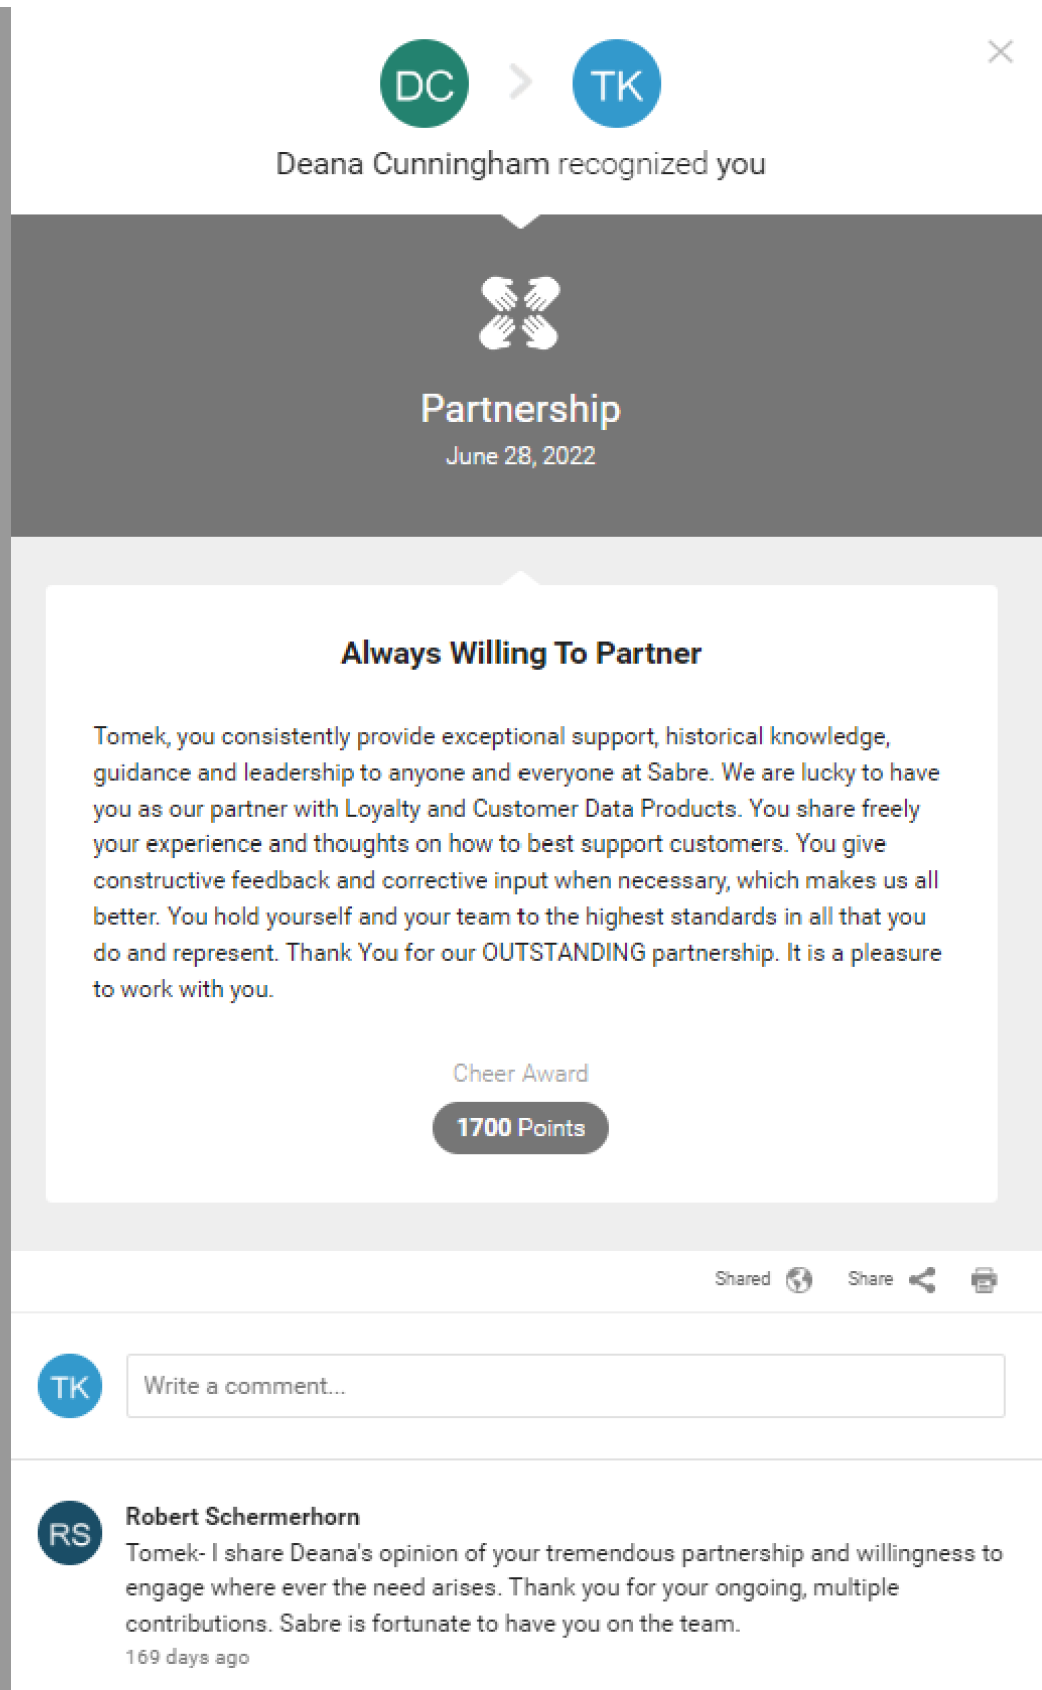 DC > TK
Deana Cunningham recognized you
Partnership
June 28, 2022
Always Willing To Partner
Tomek, you consistently provide exceptional support, historical knowledge,
guidance and leadership to anyone and everyone at Sabre. We are lucky to have
you as our partner with Loyalty and Customer Data Products. You share freely
your experience and thoughts on how to best support customers. You give
constructive feedback and corrective input when necessary, which makes us all
better. You hold yourself and your team to the highest standards in all that you
do and represent. Thank You for our OUTSTANDING partnership. It is a pleasure
to work with you.
Cheer Award
1700 Points
Shared Share
TK Write a comment...
RS Robert Schermerhorn
Tomek- I share Deana's opinion of your tremendous partnership and willingness to
engage where ever the need arises. Thank you for your ongoing, multiple
contributions. Sabre is fortunate to have you on the team.
169 days ago